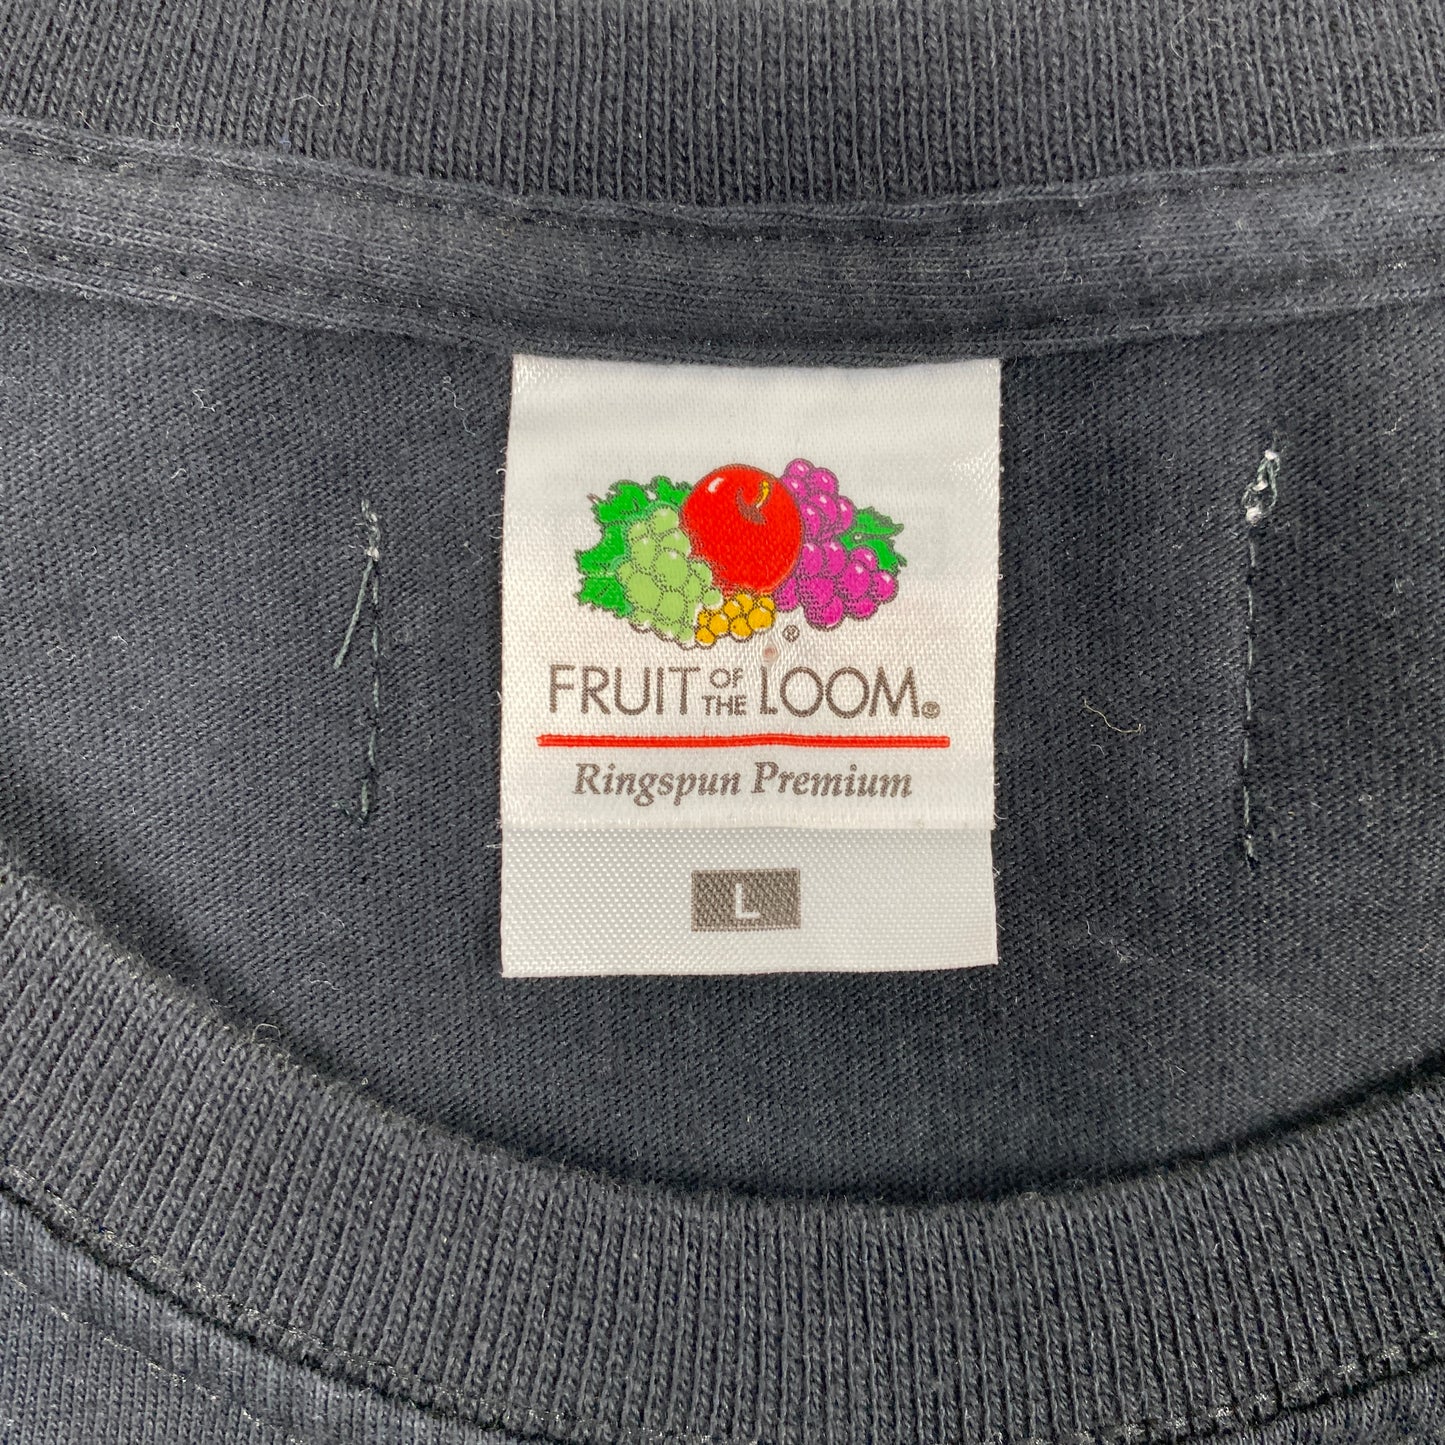 ®
FRUIT OF THE LOOM®
Ringspun Premium
L